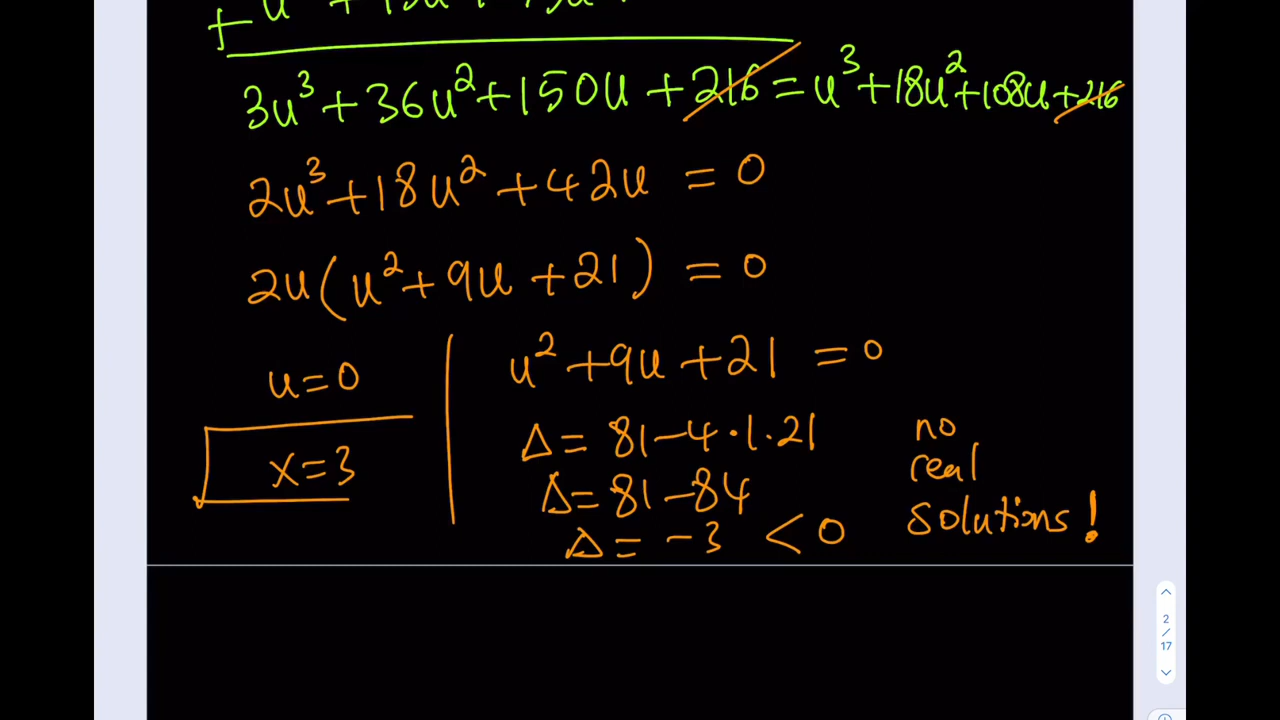 3u³+36u²+150u+216=u³+18u²+108u+216
2u³+18u²+42u=0
2u(u²+9u+21)=0
u=0
x=3
u²+9u+21=0
Δ=81-4·1·21
Δ=81-84
Δ=-3<0
no
real
solutions!
2
/
17